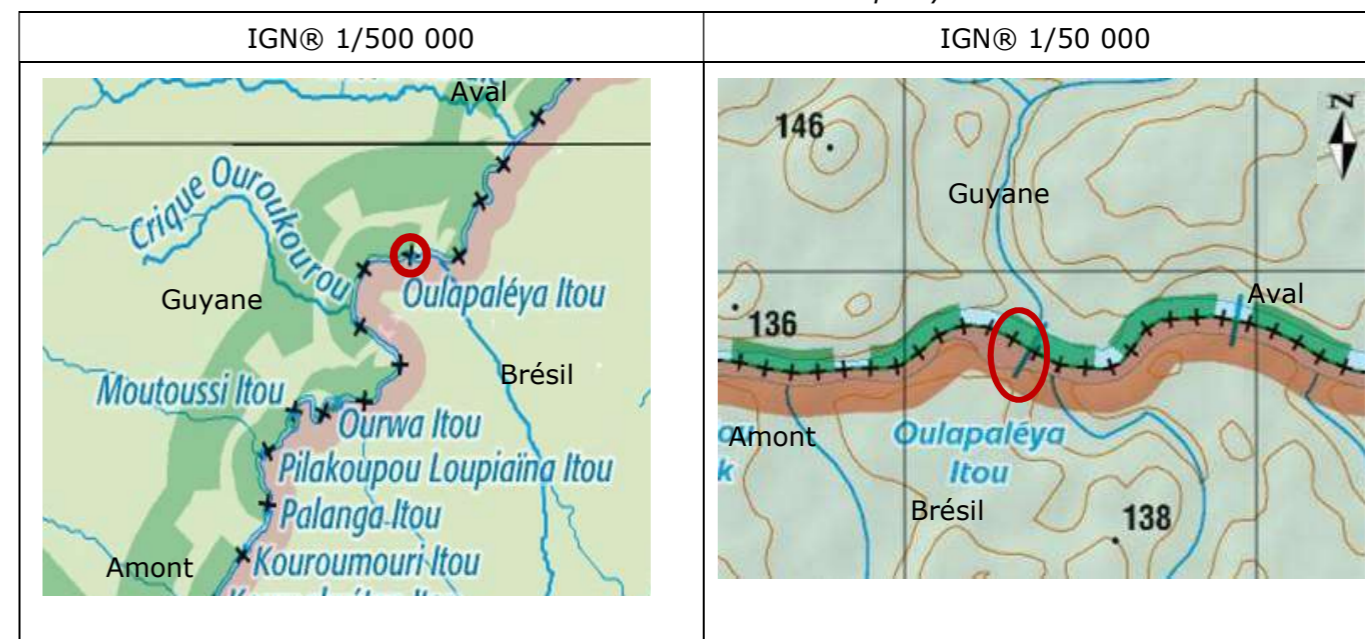 IGN® 1/500 000
IGN® 1/50 000
Aval
Crique Ouroukourou
Guyane
Oulapaléya Itou
Brésil
Moutoussi Itou
Ourwa Itou
Pilakoupou Loupiaïna Itou
Palanga Itou
Amont
Kouroumouri Itou
N
146
Guyane
Aval
136
Amont
Oulapaléya
Itou
k
Brésil
138